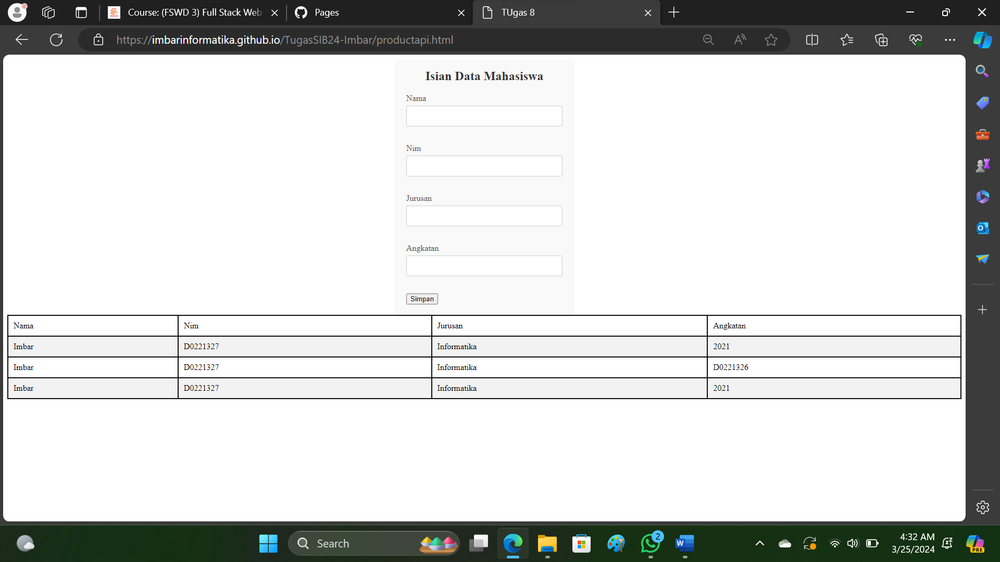 Course: (FSWD 3) Full Stack Web
Pages
TUgas 8
https://imbarinformatika.github.io/TugasSIB24-Imbar/productapi.html
Isian Data Mahasiswa
Nama
Nim
Jurusan
Angkatan
Simpan
Nama Nim Jurusan Angkatan
Imbar D0221327 Informatika 2021
Imbar D0221327 Informatika D0221326
Imbar D0221327 Informatika 2021
Search
2
4:32 AM
3/25/2024
PRE